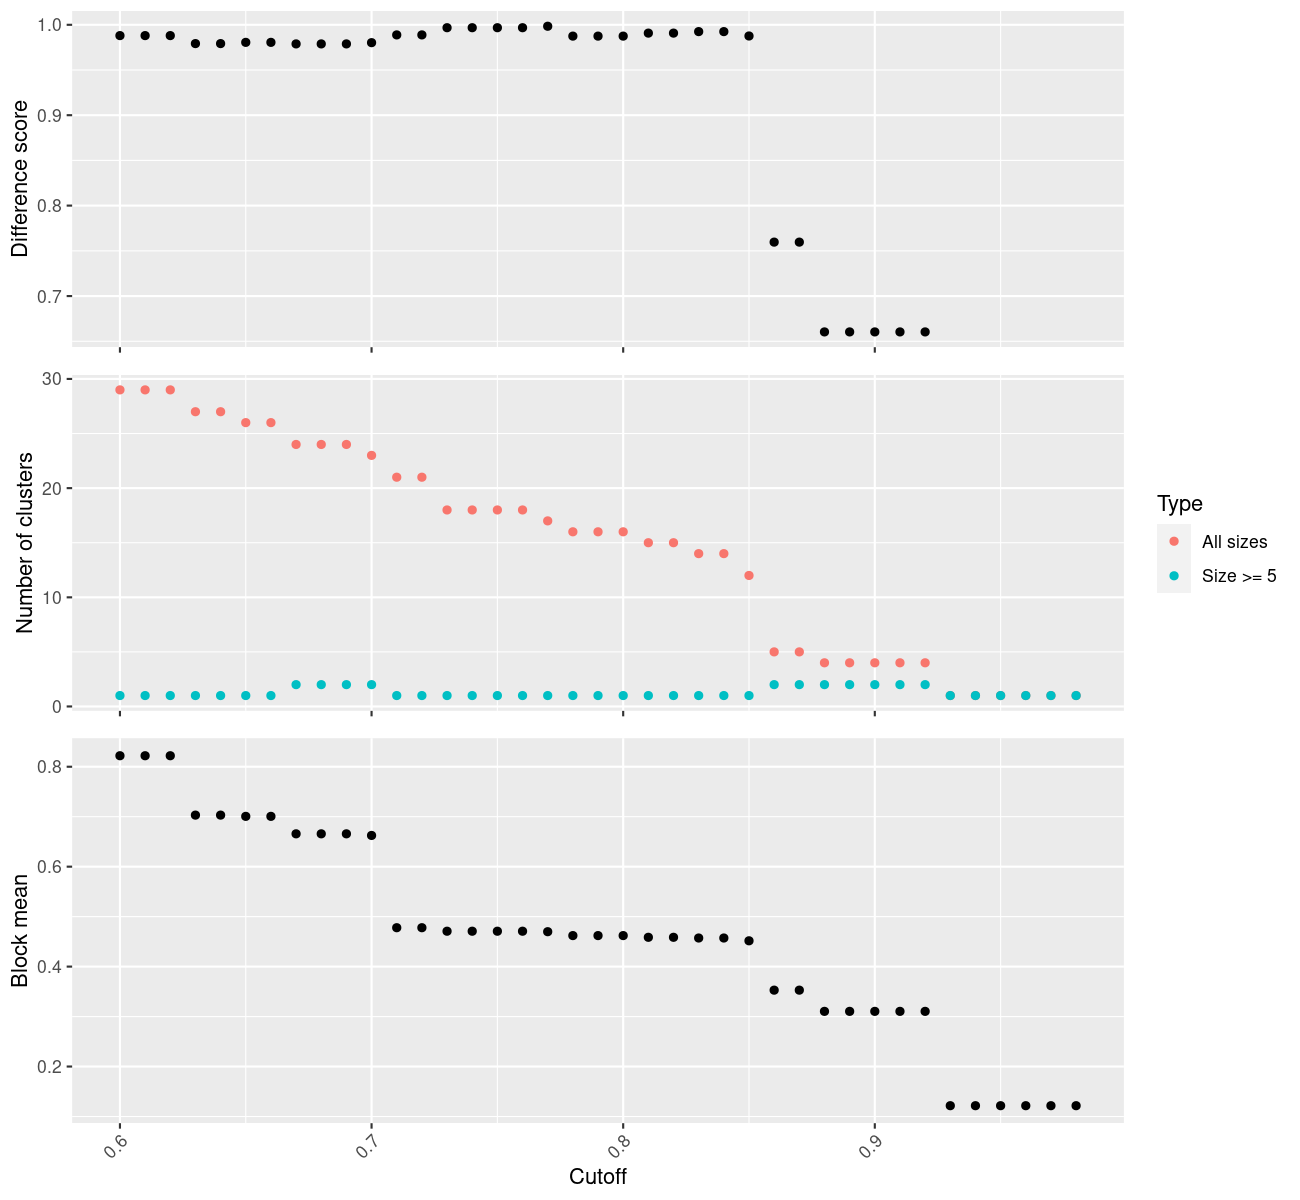 1.0
0.9
0.8
0.7
Difference score
30
20
10
0
Number of clusters
Type
All sizes
Size >= 5
0.8
0.6
0.4
0.2
Block mean
0.6 0.7 0.8 0.9
Cutoff